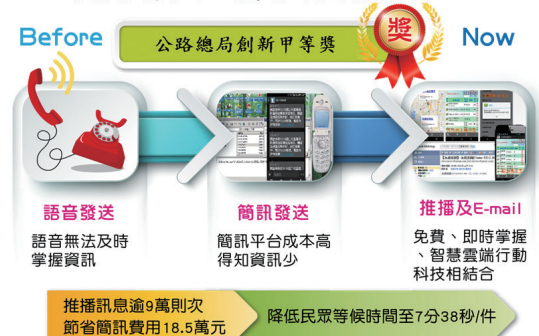 Before
公路總局創新甲等獎
獎
Now
語音發送
語音無法及時
掌握資訊
簡訊發送
簡訊平台成本高
得知資訊少
推播及E-mail
免費、即時掌握
、智慧雲端行動
科技相結合
推播訊息逾9萬則次
節省簡訊費用18.5萬元
降低民眾等候時間至7分38秒/件